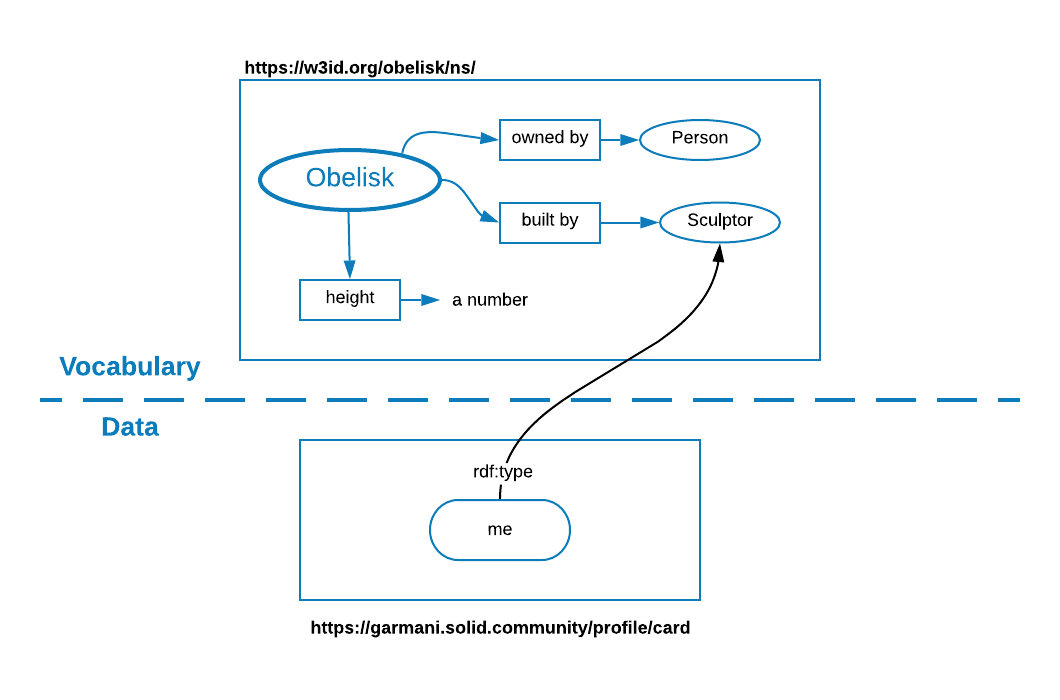 https://w3id.org/obelisk/ns/
owned by
Person
Obelisk
built by
Sculptor
height
a number
Vocabulary
Data
rdf:type
me
https://garmani.solid.community/profile/card